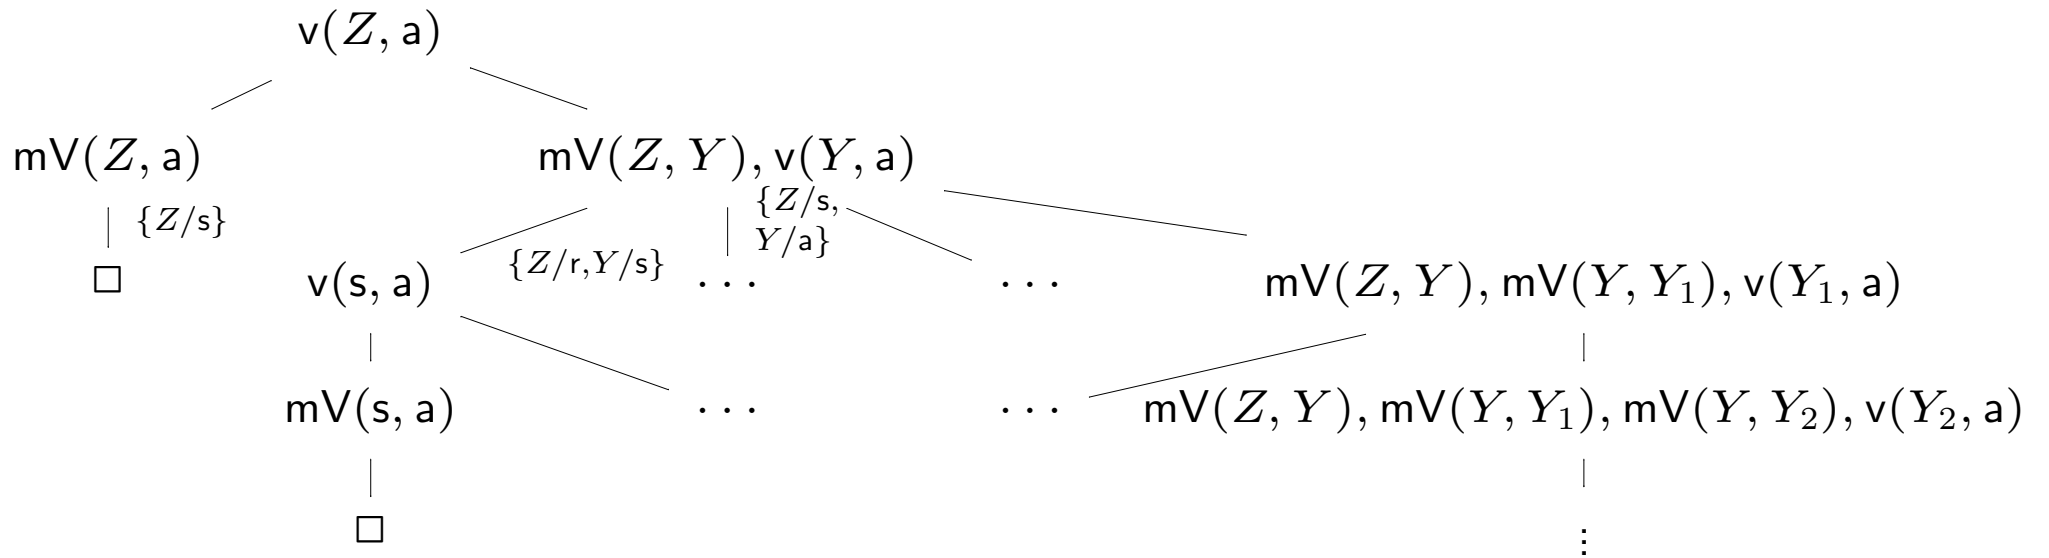 v(Z, a)
mV(Z, a) mV(Z, Y), v(Y, a)
{Z/s} {Z/s,
Y/a}
{Z/r,Y/s}
□ v(s, a) ··· ··· mV(Z, Y), mV(Y, Y₁), v(Y₁, a)
mV(s, a) ··· ··· mV(Z, Y), mV(Y, Y₁), mV(Y, Y₂), v(Y₂, a)
□ ⋮